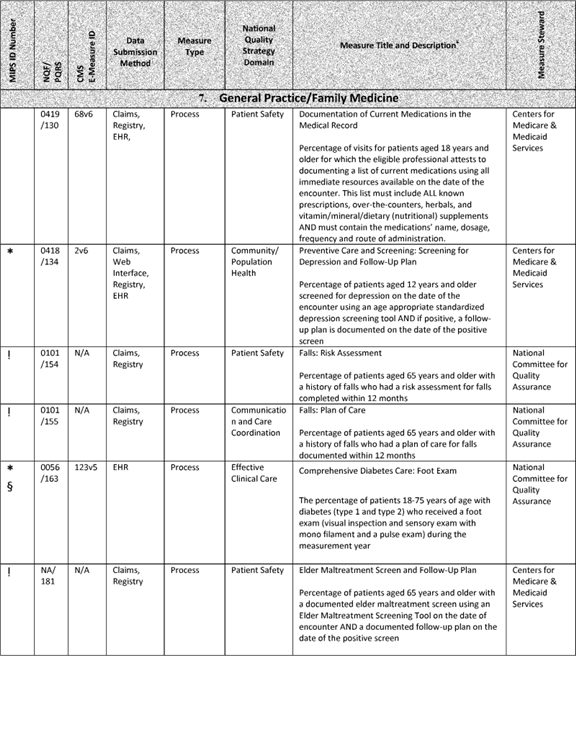 MIPS ID Number
NQF/
PQRS
CMS
E-Measure ID
Data
Submission
Method
Measure
Type
National
Quality
Strategy
Domain
Measure Title and Description*
Measure Steward
7. General Practice/Family Medicine
0419
/130
68v6
Claims,
Registry,
EHR,
Process
Patient Safety
Documentation of Current Medications in the
Medical Record
Percentage of visits for patients aged 18 years and
older for which the eligible professional attests to
documenting a list of current medications using all
immediate resources available on the date of the
encounter. This list must include ALL known
prescriptions, over-the-counters, herbals, and
vitamin/mineral/dietary (nutritional) supplements
AND must contain the medications' name, dosage,
frequency and route of administration.
Centers for
Medicare &
Medicaid
Services
*
0418
/134
2v6
Claims,
Web
Interface,
Registry,
EHR
Process
Community/
Population
Health
Preventive Care and Screening: Screening for
Depression and Follow-Up Plan
Percentage of patients aged 12 years and older
screened for depression on the date of the
encounter using an age appropriate standardized
depression screening tool AND if positive, a follow-
up plan is documented on the date of the positive
screen
Centers for
Medicare &
Medicaid
Services
!
0101
/154
N/A
Claims,
Registry
Process
Patient Safety
Falls: Risk Assessment
Percentage of patients aged 65 years and older with
a history of falls who had a risk assessment for falls
completed within 12 months
National
Committee for
Quality
Assurance
!
0101
/155
N/A
Claims,
Registry
Process
Communicatio
n and Care
Coordination
Falls: Plan of Care
Percentage of patients aged 65 years and older with
a history of falls who had a plan of care for falls
documented within 12 months
National
Committee for
Quality
Assurance
*
§
0056
/163
123v5
EHR
Process
Effective
Clinical Care
Comprehensive Diabetes Care: Foot Exam
The percentage of patients 18-75 years of age with
diabetes (type 1 and type 2) who received a foot
exam (visual inspection and sensory exam with
mono filament and a pulse exam) during the
measurement year
National
Committee for
Quality
Assurance
!
NA/
181
N/A
Claims,
Registry
Process
Patient Safety
Elder Maltreatment Screen and Follow-Up Plan
Percentage of patients aged 65 years and older with
a documented elder maltreatment screen using an
Elder Maltreatment Screening Tool on the date of
encounter AND a documented follow-up plan on the
date of the positive screen
Centers for
Medicare &
Medicaid
Services